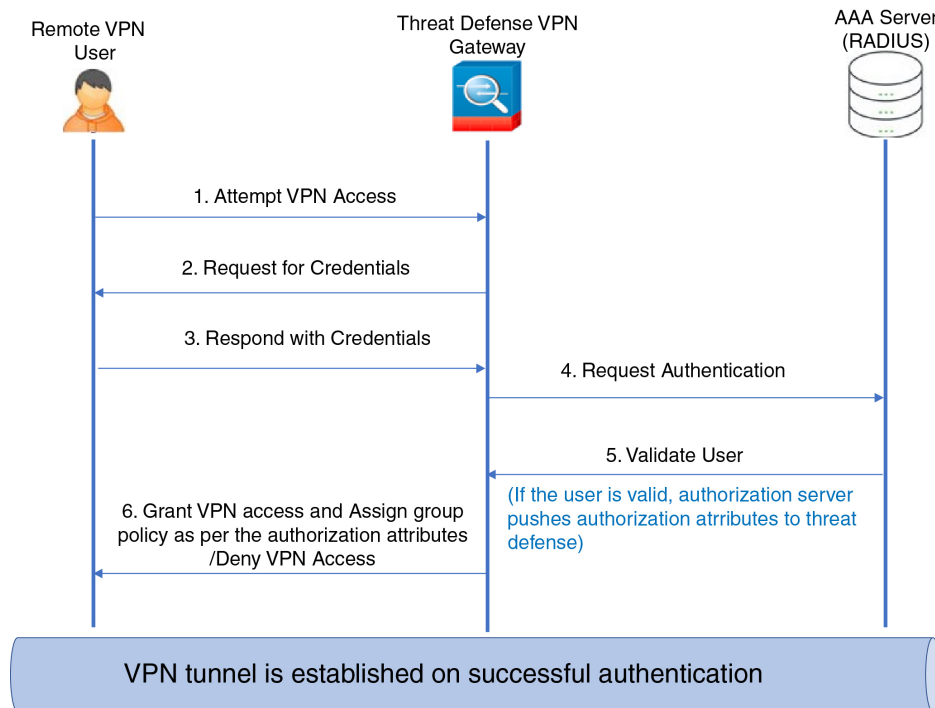 Remote VPN
User
Threat Defense VPN
Gateway
AAA Server
(RADIUS)
1. Attempt VPN Access
2. Request for Credentials
3. Respond with Credentials
4. Request Authentication
5. Validate User
(If the user is valid, authorization server
pushes authorization atrributes to threat
defense)
6. Grant VPN access and Assign group
policy as per the authorization attributes
/Deny VPN Access
VPN tunnel is established on successful authentication